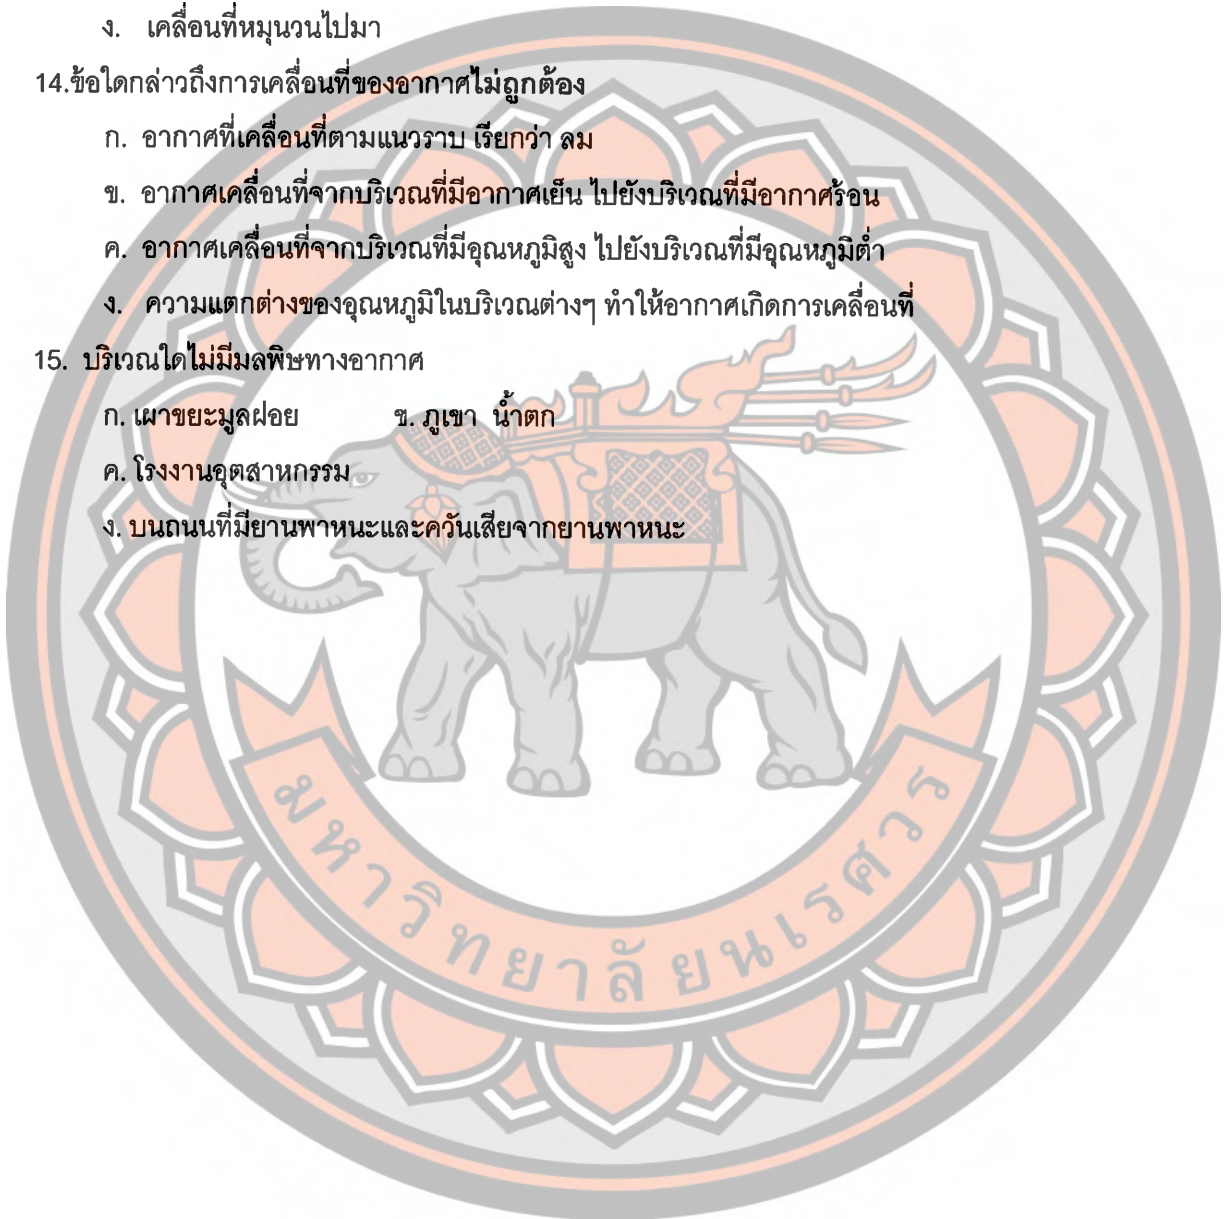 ง. เคลื่อนที่หมุนวนไปมา
14.ข้อใดกล่าวถึงการเคลื่อนที่ของอากาศไม่ถูกต้อง
ก. อากาศที่เคลื่อนที่ตามแนวราบ เรียกว่า ลม
ข. อากาศเคลื่อนที่จากบริเวณที่มีอากาศเย็น ไปยังบริเวณที่มีอากาศร้อน
ค. อากาศเคลื่อนที่จากบริเวณที่มีอุณหภูมิสูง ไปยังบริเวณที่มีอุณหภูมิต่ำ
ง. ความแตกต่างของอุณหภูมิในบริเวณต่างๆ ทำให้อากาศเกิดการเคลื่อนที่
15. บริเวณใดไม่มีมลพิษทางอากาศ
ก. เผาขยะมูลฝอย ข. ภูเขา น้ำตก
ค. โรงงานอุตสาหกรรม
ง. บนถนนที่มียานพาหนะและควันเสียจากยานพาหนะ
มหาวิทยาลัยนเรศวร